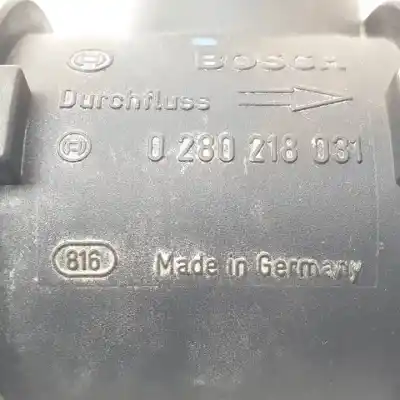 BOSCH
Durchfluss
0 280 218 031
816 Made in Germany